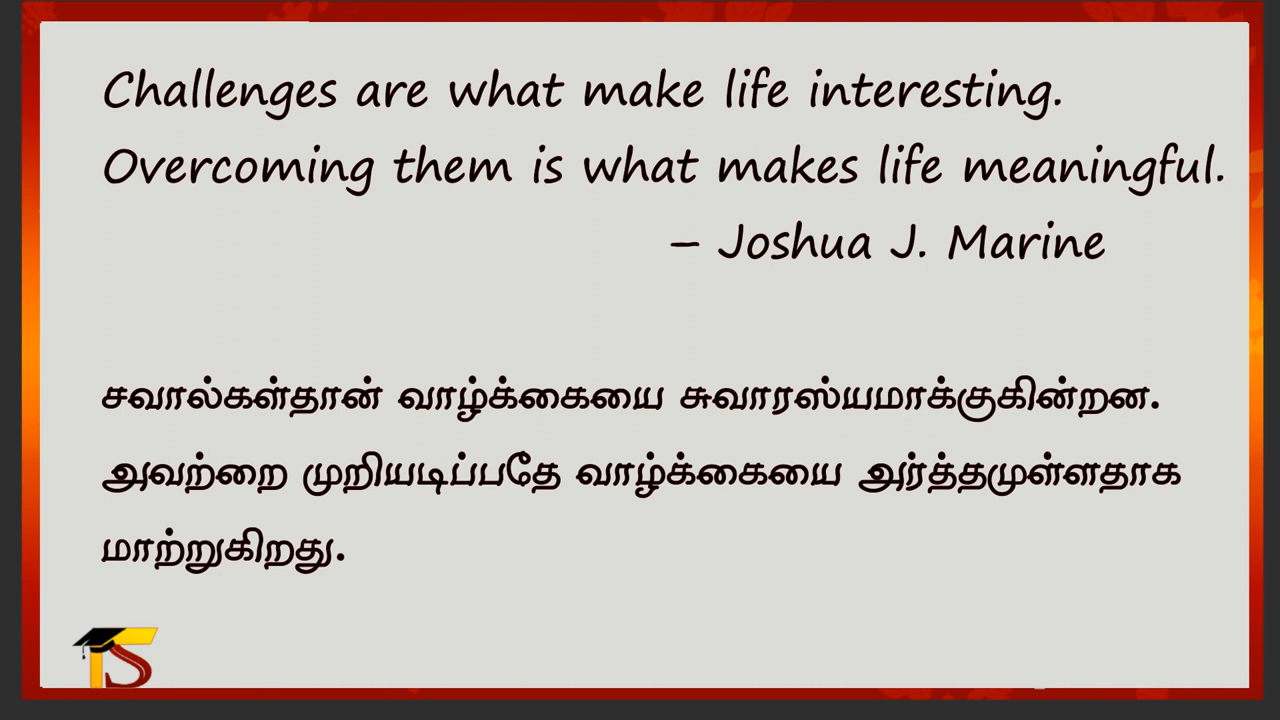 Challenges are what make life interesting.
Overcoming them is what makes life meaningful.
– Joshua J. Marine
சவால்கள்தான் வாழ்க்கையை சுவாரஸ்யமாக்குகின்றன.
அவற்றை முறியடிப்பதே வாழ்க்கையை அர்த்தமுள்ளதாக
மாற்றுகிறது.
TS